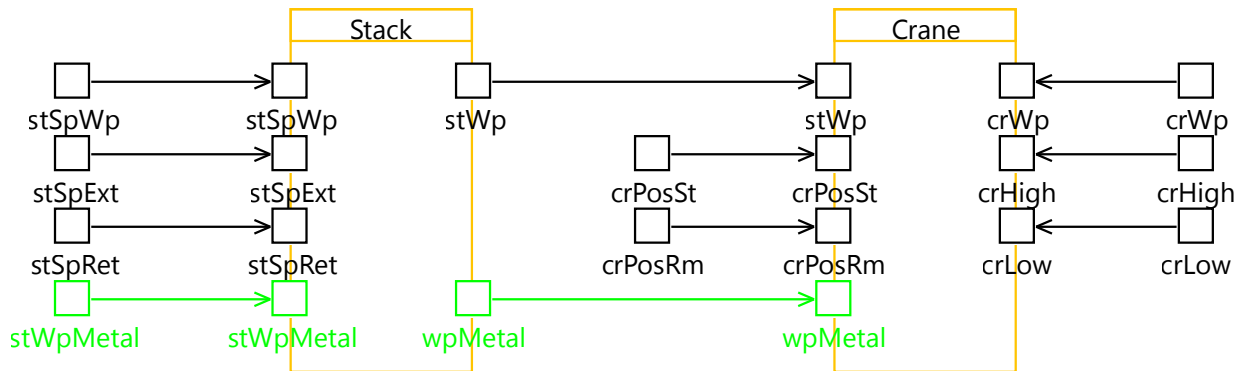 Stack Crane
stSpWp stSpWp stWp stWp crWp crWp
stSpExt stSpExt crPosSt crPosSt crHigh crHigh
stSpRet stSpRet crPosRm crPosRm crLow crLow
stWpMetal stWpMetal wpMetal wpMetal